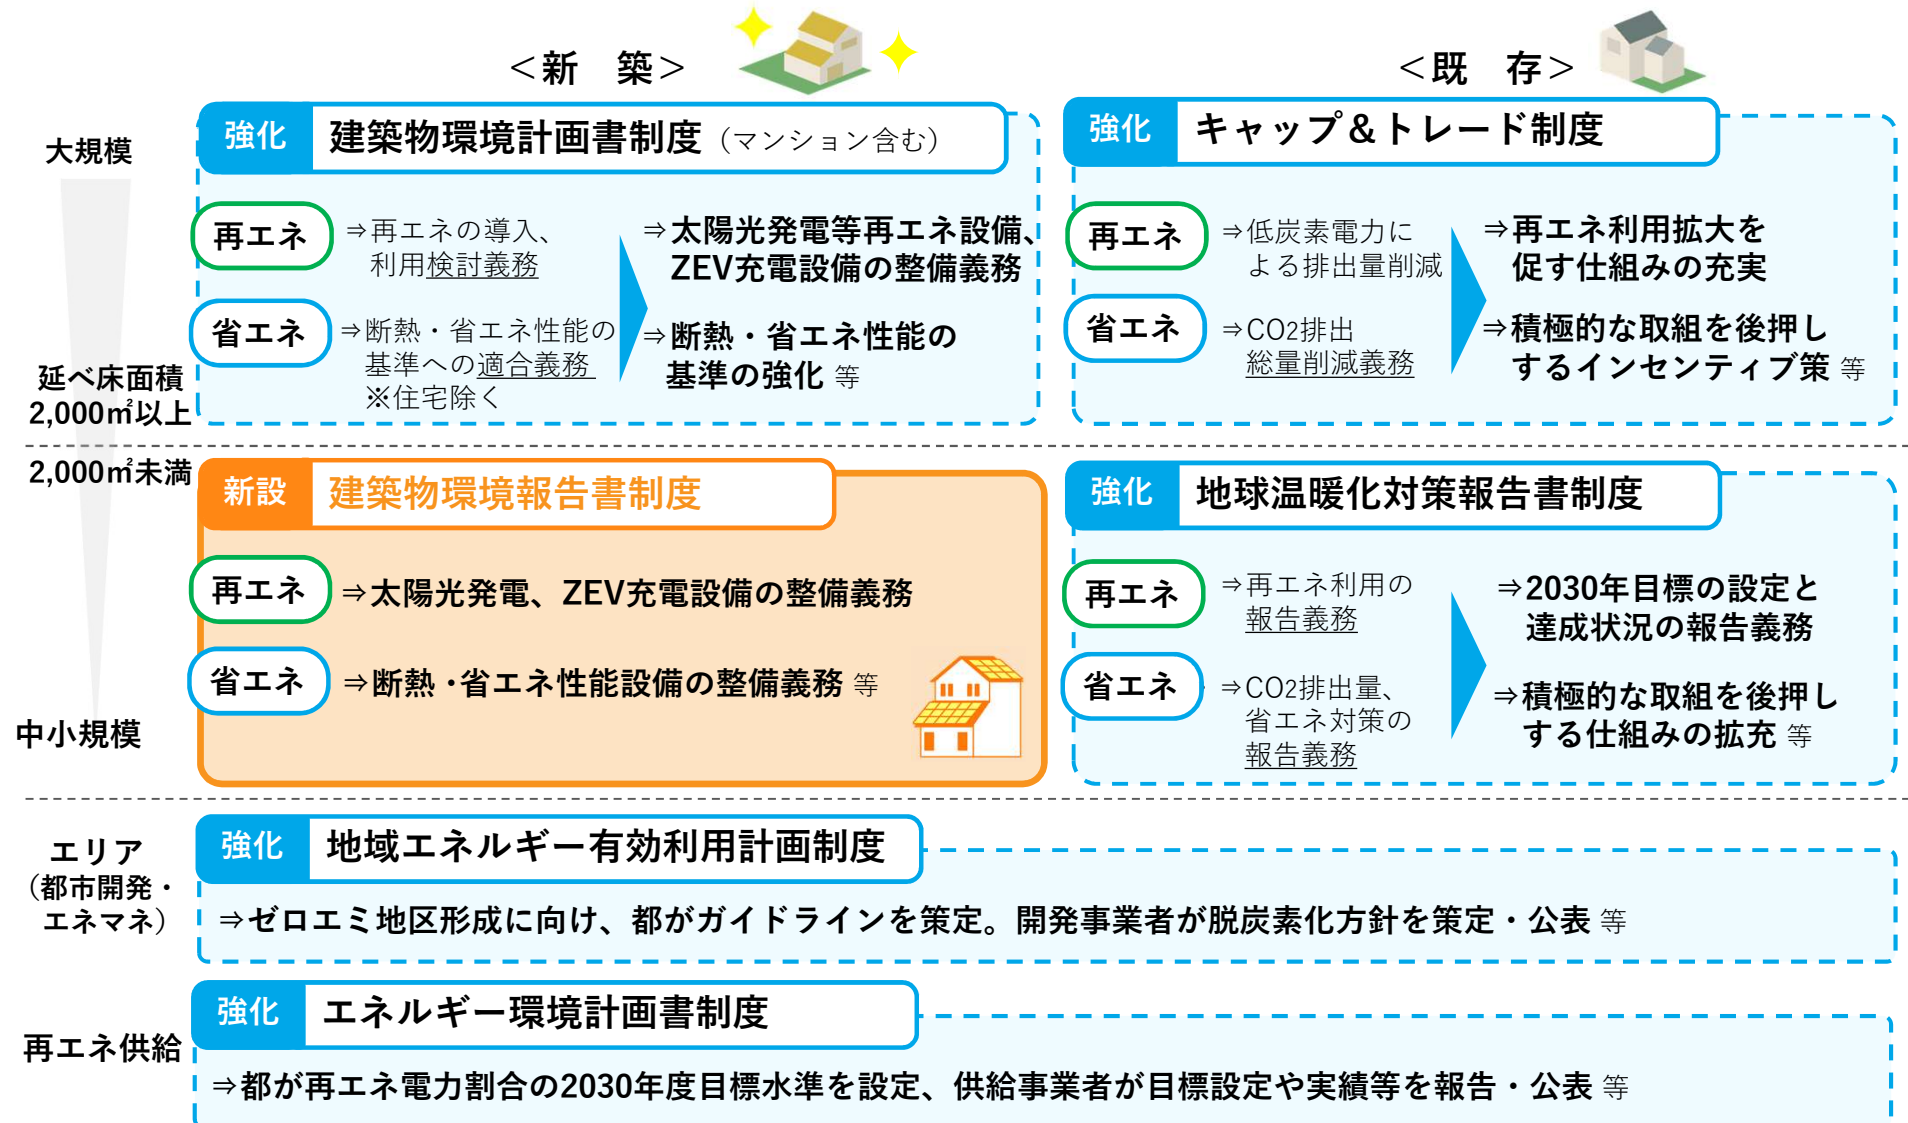 ＜新　築＞
＜既　存＞
大規模
強化　建築物環境計画書制度（マンション含む）
再エネ
⇒再エネの導入、
利用検討義務
⇒太陽光発電等再エネ設備、
ZEV充電設備の整備義務
省エネ
⇒断熱・省エネ性能の
基準への適合義務
※住宅除く
⇒断熱・省エネ性能の
基準の強化 等
強化　キャップ＆トレード制度
再エネ
⇒低炭素電力に
よる排出量削減
⇒再エネ利用拡大を
促す仕組みの充実
省エネ
⇒CO2排出
総量削減義務
⇒積極的な取組を後押し
するインセンティブ策 等
延べ床面積
2,000㎡以上
2,000㎡未満
新設　建築物環境報告書制度
再エネ
⇒太陽光発電、ZEV充電設備の整備義務
省エネ
⇒断熱・省エネ性能設備の整備義務 等
強化　地球温暖化対策報告書制度
再エネ
⇒再エネ利用の
報告義務
⇒2030年目標の設定と
達成状況の報告義務
省エネ
⇒CO2排出量、
省エネ対策の
報告義務
⇒積極的な取組を後押し
する仕組みの拡充 等
中小規模
エリア
（都市開発・
エネマネ）
強化　地域エネルギー有効利用計画制度
⇒ゼロエミ地区形成に向け、都がガイドラインを策定。開発事業者が脱炭素化方針を策定・公表 等
再エネ供給
強化　エネルギー環境計画書制度
⇒都が再エネ電力割合の2030年度目標水準を設定、供給事業者が目標設定や実績等を報告・公表 等